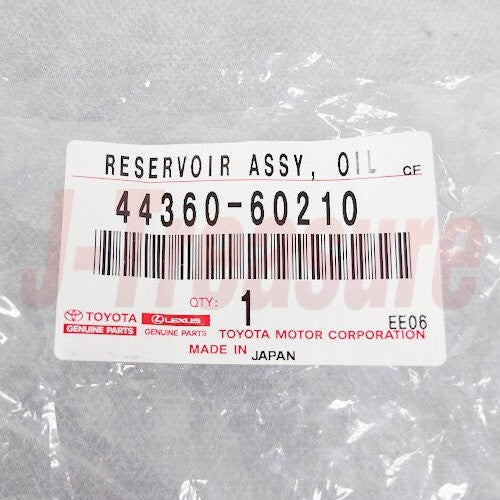 RESERVOIR ASSY, OIL CE
44360-60210
J-Treasure
QTY: 1
TOYOTA LEXUS EE06
GENUINE PARTS GENUINE PARTS TOYOTA MOTOR CORPORATION
MADE IN JAPAN